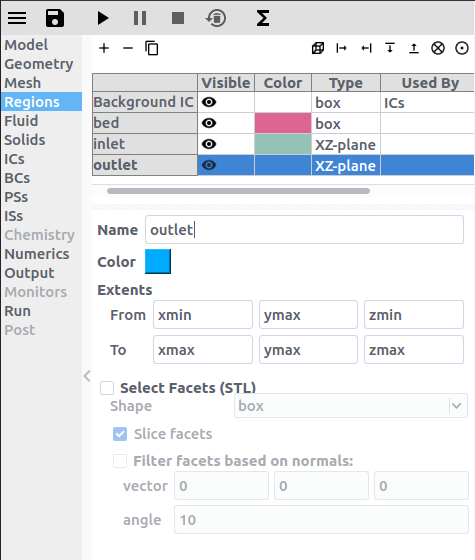 Model
Geometry
Mesh
Regions
Fluid
Solids
ICs
BCs
PSs
ISs
Chemistry
Numerics
Output
Monitors
Run
Post
Visible Color Type Used By
Background IC box ICs
bed box
inlet XZ-plane
outlet XZ-plane
Name outlet
Color
Extents
From xmin ymax zmin
To xmax ymax zmax
Select Facets (STL)
Shape box
Slice facets
Filter facets based on normals:
vector 0 0 0
angle 10